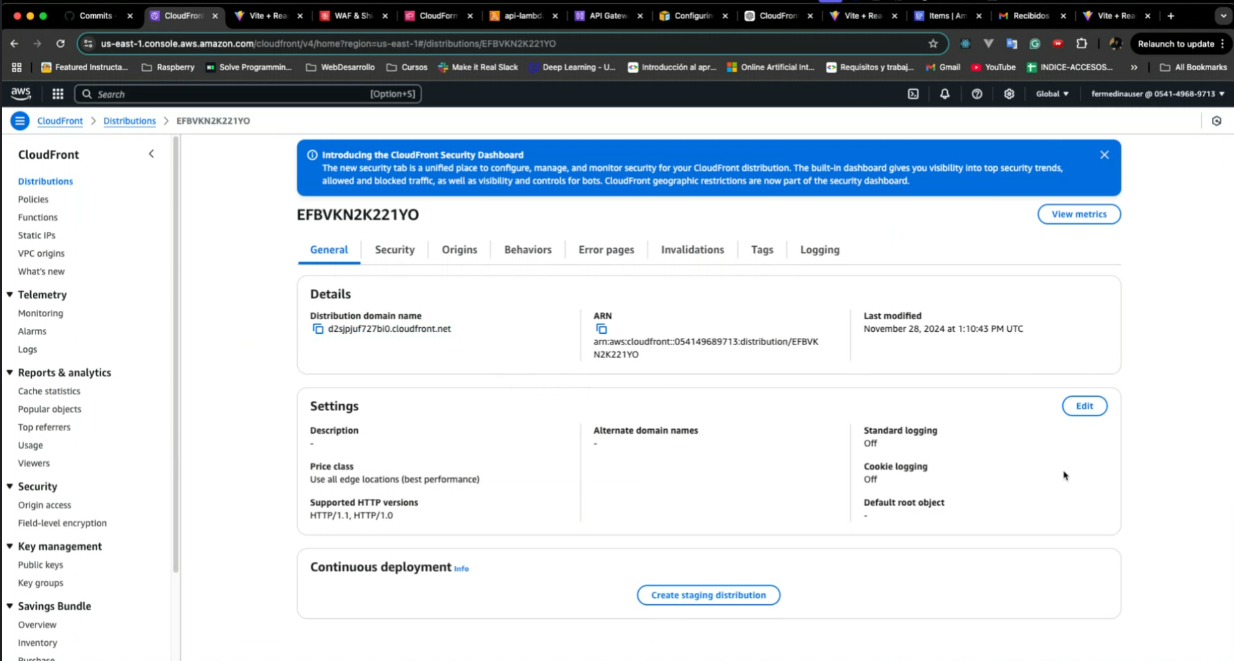 Commits ·
CloudFron
Vite + Rea
WAF & Shi
CloudForm
api-lambd
API Gatew
Configurin
CloudFron
Vite + Rea
Items | Am
Recibidos
Vite + Rea
us-east-1.console.aws.amazon.com/cloudfront/v4/home?region=us-east-1#/distributions/EFBVKN2K221YO
Relaunch to update
Featured Instructa...
Raspberry
Solve Programmin...
WebDesarrollo
Cursos
Make it Real Slack
Deep Learning - U...
Introducción al apr...
Online Artificial Int...
Requisitos y trabaj...
Gmail
YouTube
INDICE-ACCESOS...
»
All Bookmarks
aws
Search
[Option+S]
Global
fermedinauser @ 0541-4968-9713
CloudFront
Distributions
EFBVKN2K221YO
CloudFront
Distributions
Policies
Functions
Static IPs
VPC origins
What's new
Telemetry
Monitoring
Alarms
Logs
Reports & analytics
Cache statistics
Popular objects
Top referrers
Usage
Viewers
Security
Origin access
Field-level encryption
Key management
Public keys
Key groups
Savings Bundle
Overview
Inventory
Purchase
Introducing the CloudFront Security Dashboard
The new security tab is a unified place to configure, manage, and monitor security for your CloudFront distribution. The built-in dashboard gives you visibility into top security trends,
allowed and blocked traffic, as well as visibility and controls for bots. CloudFront geographic restrictions are now part of the security dashboard.
EFBVKN2K221YO
View metrics
General
Security
Origins
Behaviors
Error pages
Invalidations
Tags
Logging
Details
Distribution domain name
d2sjpjuf727bi0.cloudfront.net
ARN
arn:aws:cloudfront::054149689713:distribution/EFBVK
N2K221YO
Last modified
November 28, 2024 at 1:10:43 PM UTC
Settings
Edit
Description
-
Price class
Use all edge locations (best performance)
Supported HTTP versions
HTTP/1.1, HTTP/1.0
Alternate domain names
-
Standard logging
Off
Cookie logging
Off
Default root object
-
Continuous deployment Info
Create staging distribution